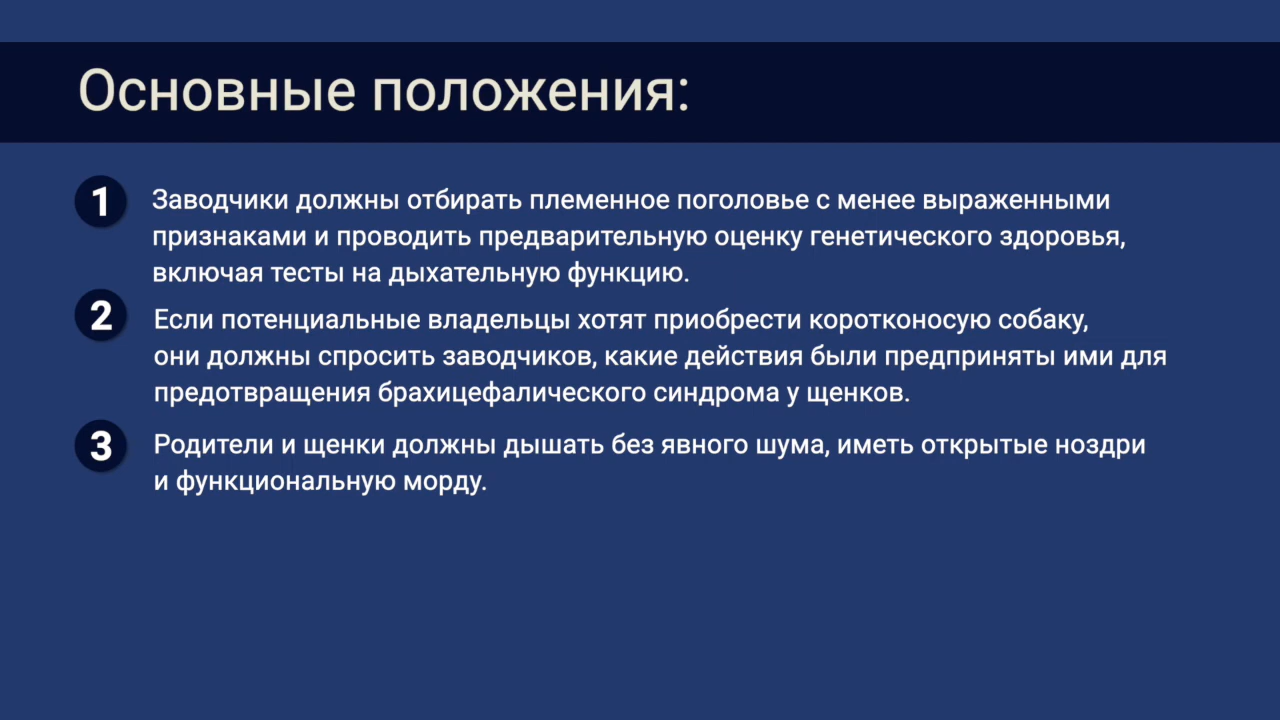 Основные положения:
1 Заводчики должны отбирать племенное поголовье с менее выраженными
признаками и проводить предварительную оценку генетического здоровья,
включая тесты на дыхательную функцию.
2 Если потенциальные владельцы хотят приобрести коротконосую собаку,
они должны спросить заводчиков, какие действия были предприняты ими для
предотвращения брахицефалического синдрома у щенков.
3 Родители и щенки должны дышать без явного шума, иметь открытые ноздри
и функциональную морду.